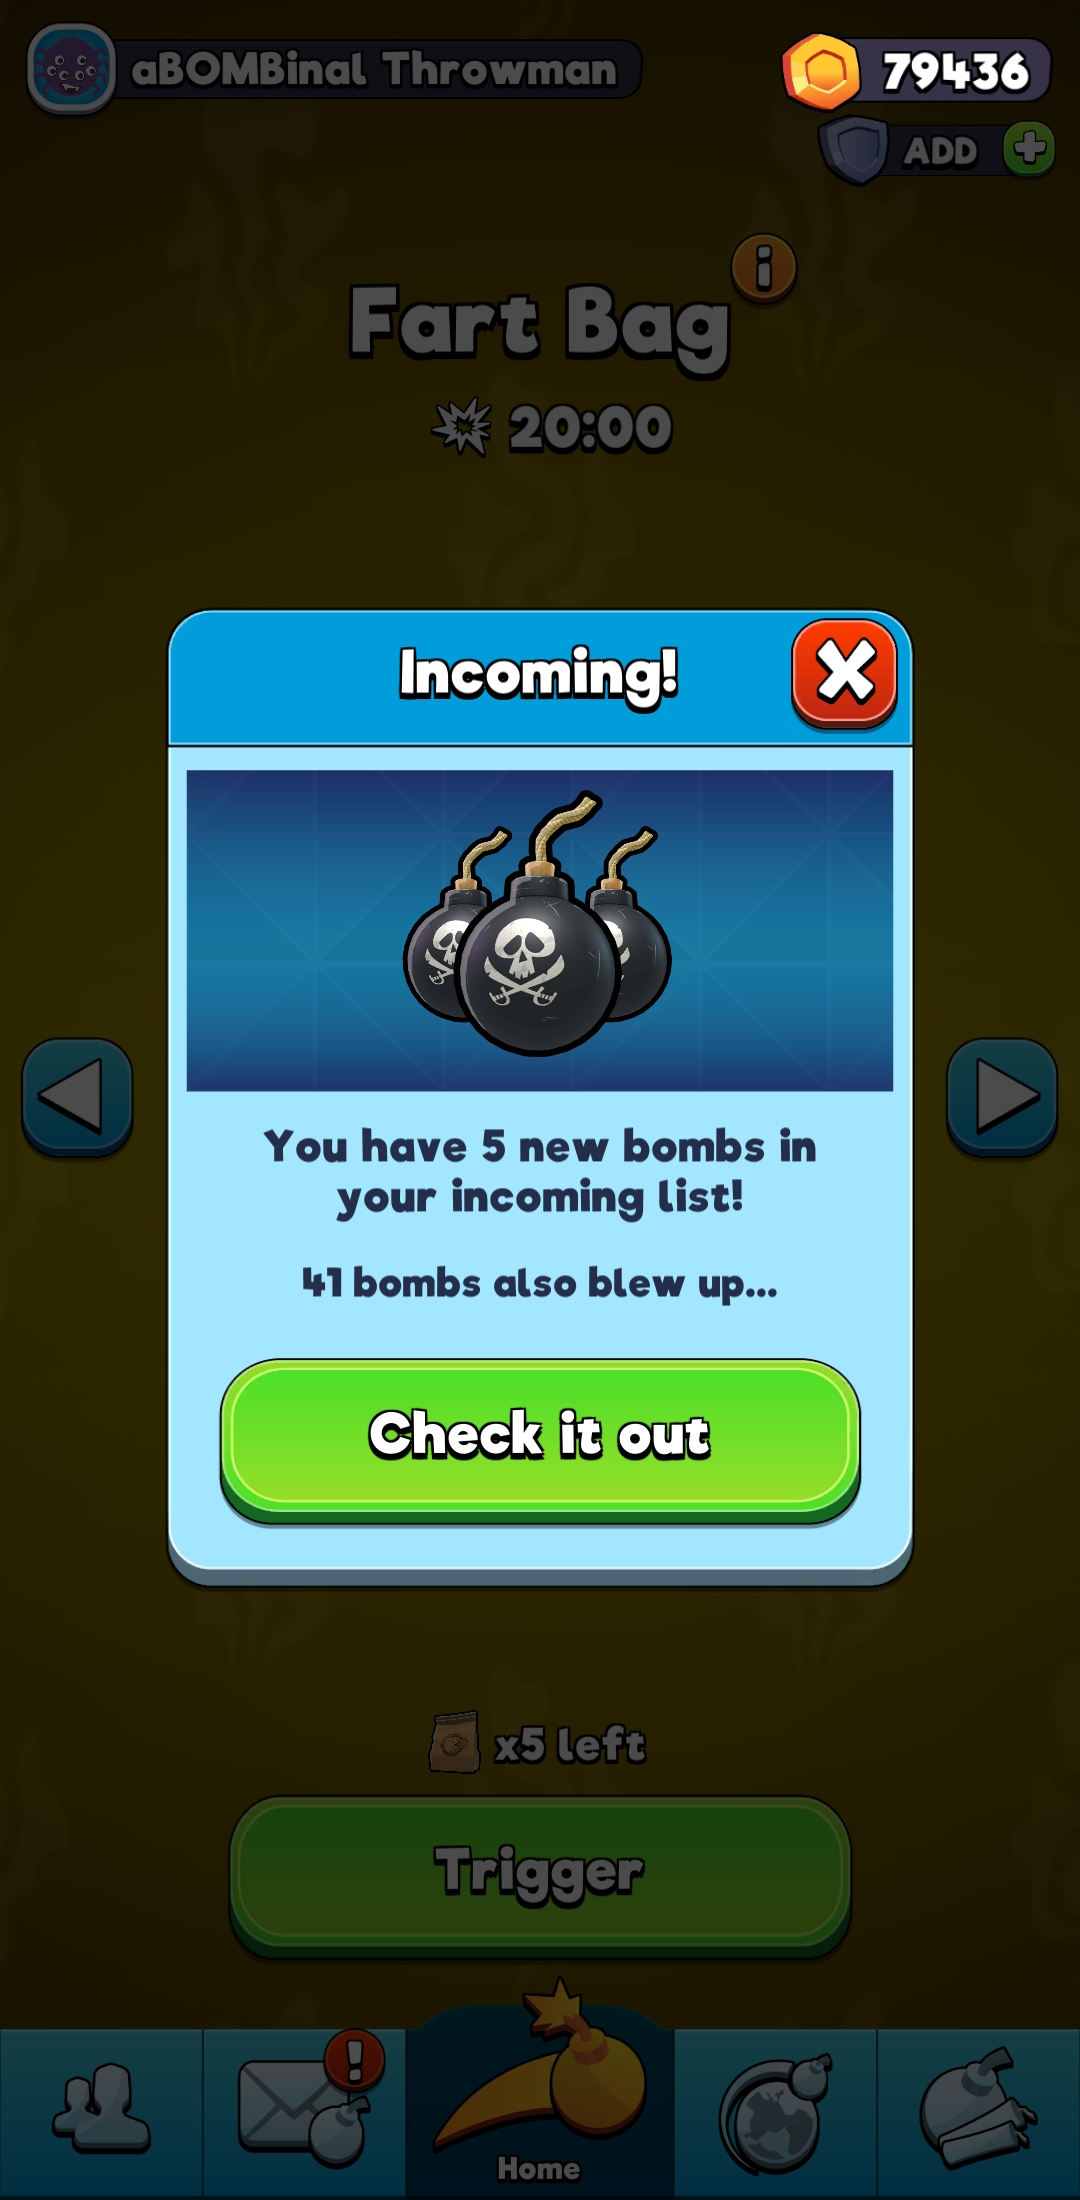 aBOMBinal Throwman
79436
ADD
Fart Bag
20:00
Incoming!
You have 5 new bombs in
your incoming list!
41 bombs also blew up...
Check it out
x5 left
Trigger
Home